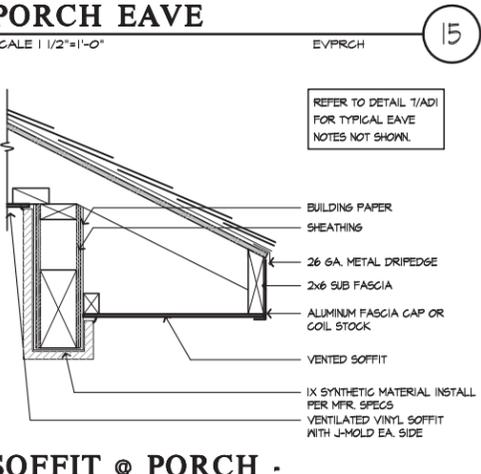 PORCH EAVE
SCALE 1 1/2"=1'-0"
EVPRCH
15
REFER TO DETAIL 7/AD1
FOR TYPICAL EAVE
NOTES NOT SHOWN.
BUILDING PAPER
SHEATHING
26 GA. METAL DRIPEDGE
2x6 SUB FASCIA
ALUMINUM FASCIA CAP OR
COIL STOCK
VENTED SOFFIT
1X SYNTHETIC MATERIAL INSTALL
PER MFR. SPECS
VENTILATED VINYL SOFFIT
WITH J-MOLD EA. SIDE
SOFFIT @ PORCH -